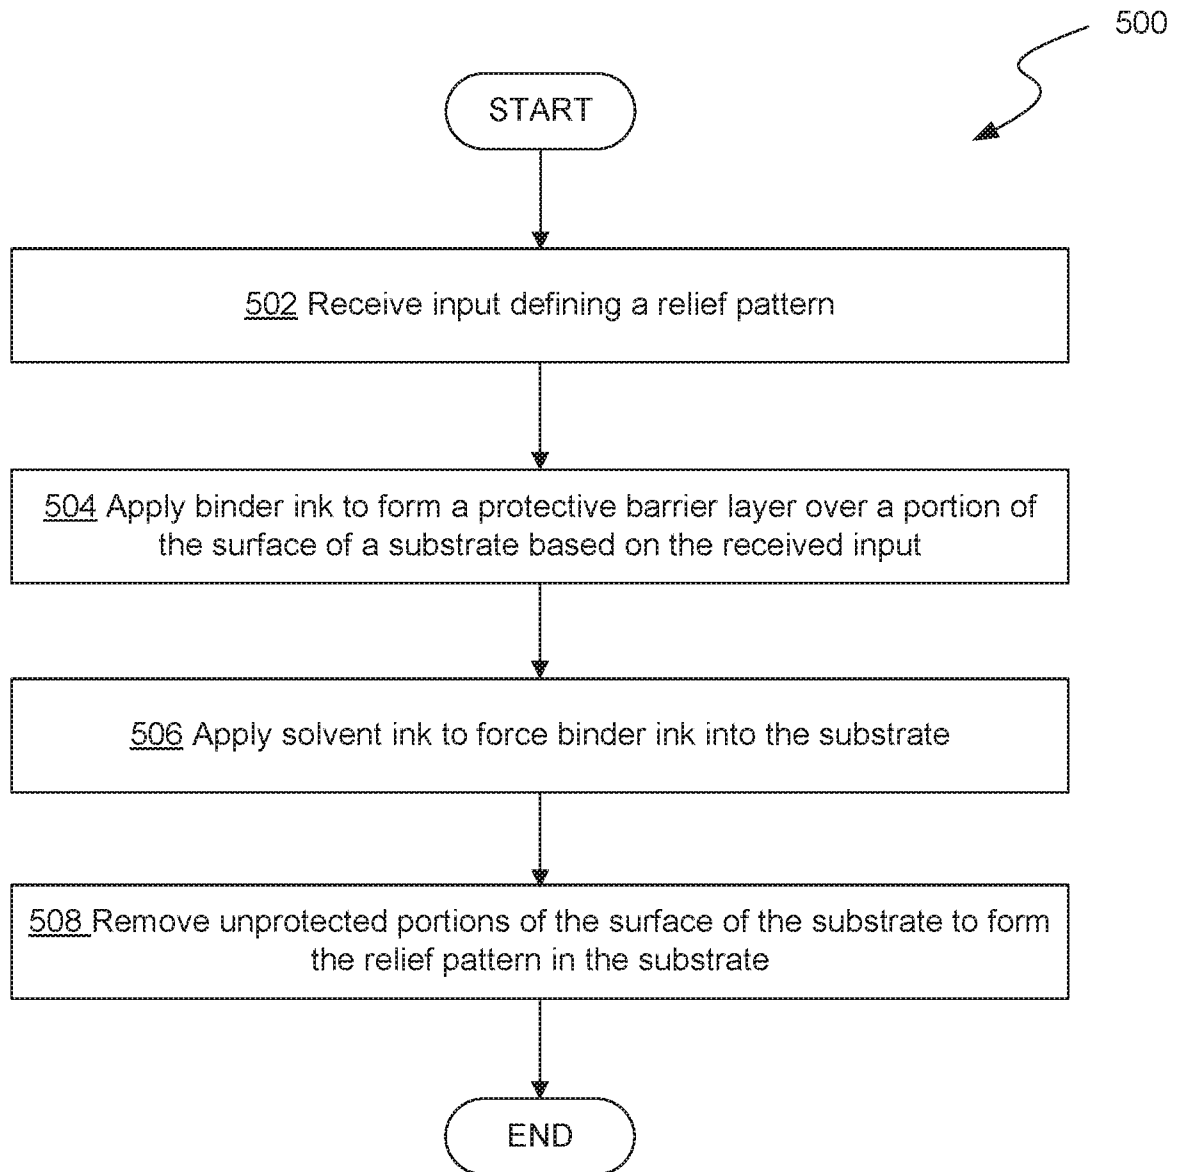 500
START
502 Receive input defining a relief pattern
504 Apply binder ink to form a protective barrier layer over a portion of
the surface of a substrate based on the received input
506 Apply solvent ink to force binder ink into the substrate
508 Remove unprotected portions of the surface of the substrate to form
the relief pattern in the substrate
END